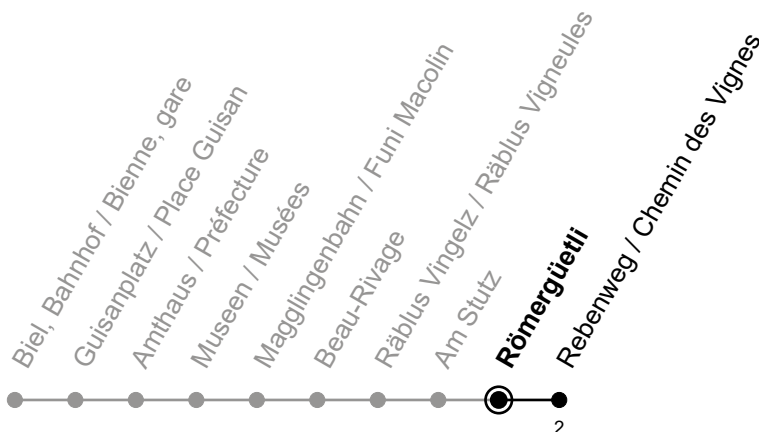 Biel, Bahnhof / Bienne, gare
Guisanplatz / Place Guisan
Amthaus / Préfecture
Museen / Musées
Magglingenbahn / Funi Macolin
Beau-Rivage
Räblus Vingelz / Räblus Vigneules
Am Stutz
Römergüetli
Rebenweg / Chemin des Vignes
2